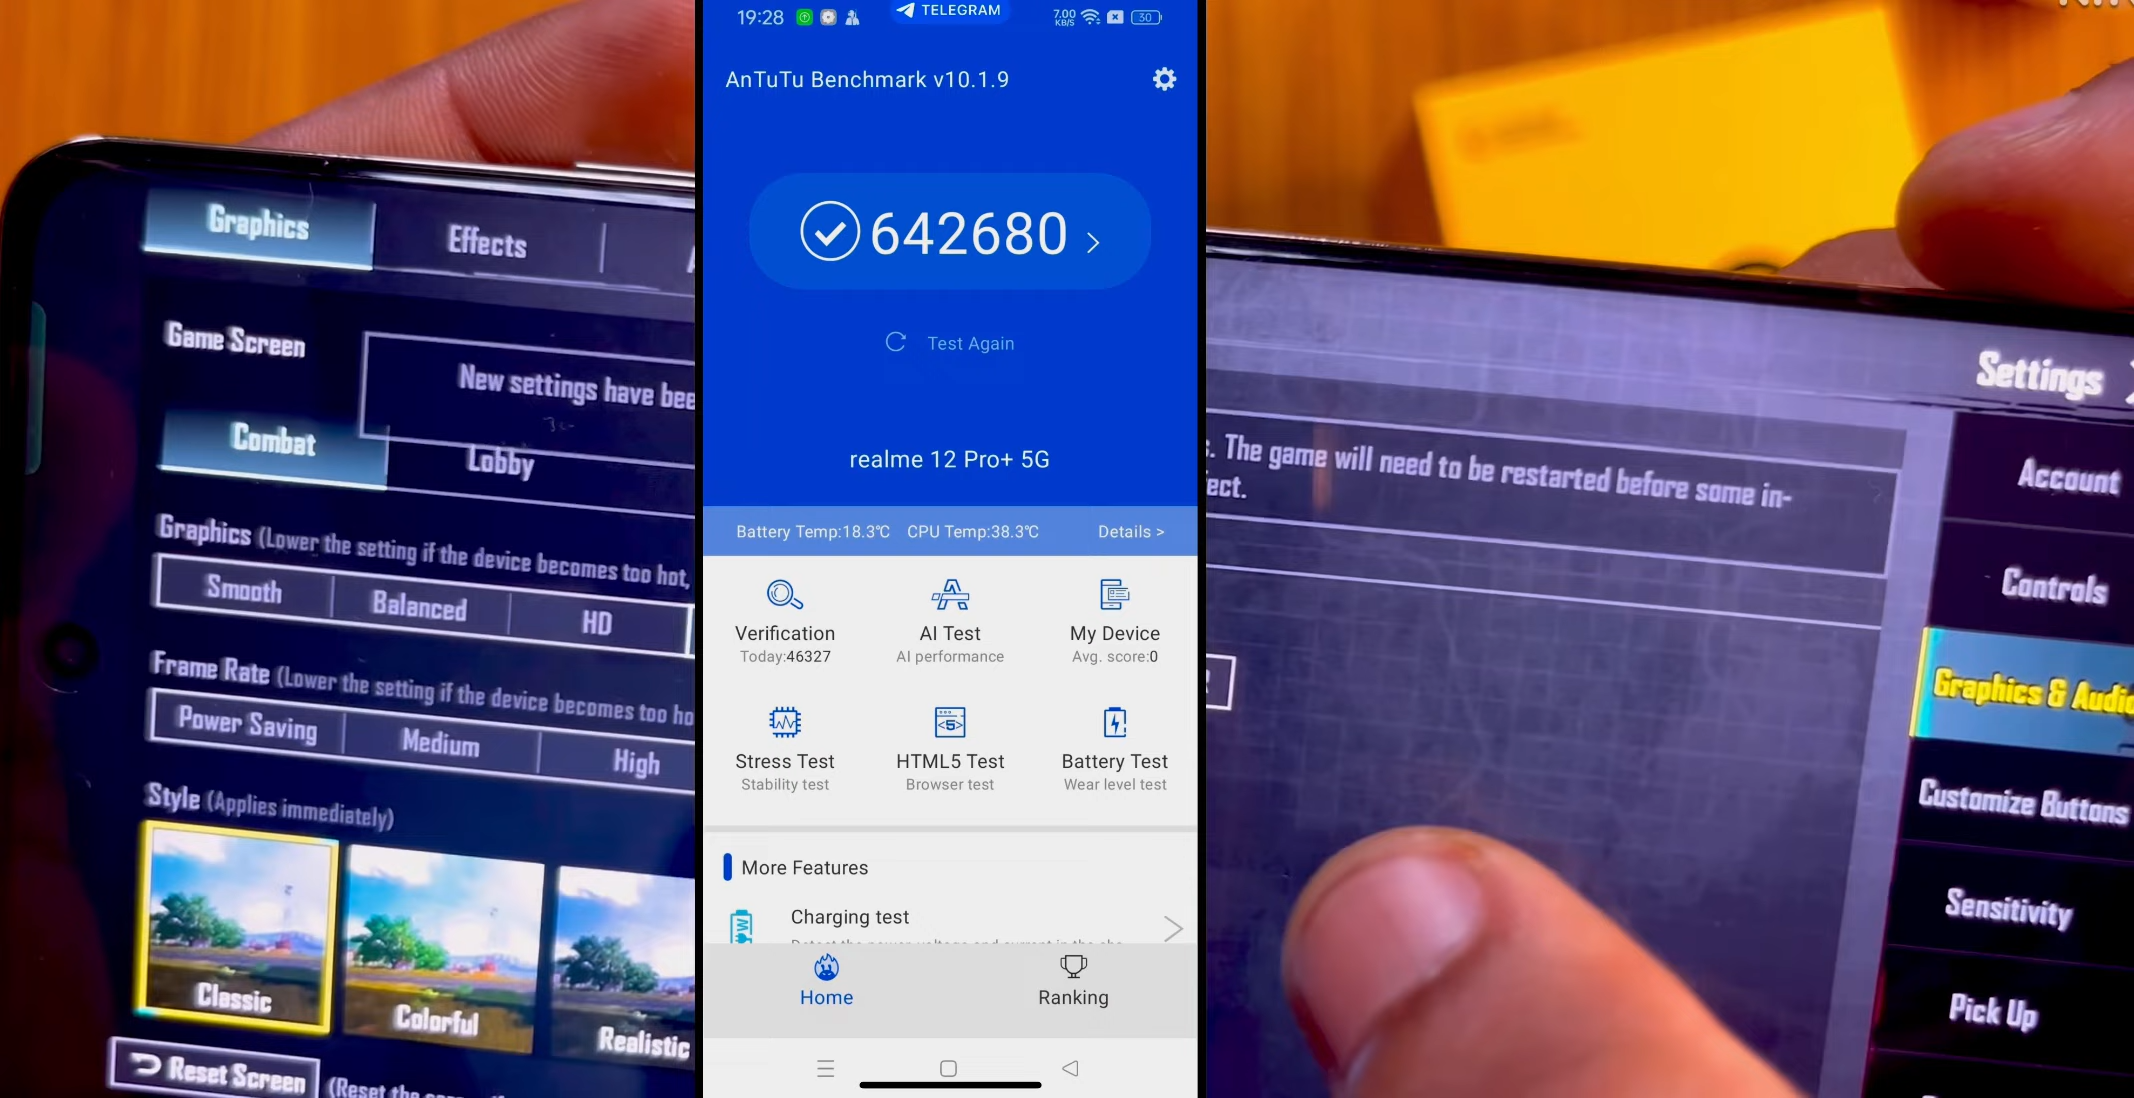 Graphics
Effects
Game Screen
New settings have bee
Combat
Lobby
Graphics (Lower the setting if the device becomes too hot,
Smooth
Balanced
HD
Frame Rate (Lower the setting if the device becomes too ho
Power Saving
Medium
High
Style (Applies immediately)
Classic
Colorful
Realistic
Reset Screen
19:28
TELEGRAM
7.00
KB/S
30
AnTuTu Benchmark v10.1.9
642680
Test Again
realme 12 Pro+ 5G
Battery Temp:18.3℃ CPU Temp:38.3℃ Details >
Verification
Today:46327
AI Test
AI performance
My Device
Avg. score:0
Stress Test
Stability test
HTML5 Test
Browser test
Battery Test
Wear level test
More Features
Charging test
Home
Ranking
Settings
. The game will need to be restarted before some in-
ect.
Account
Controls
Graphics & Audio
Customize Buttons
Sensitivity
Pick Up